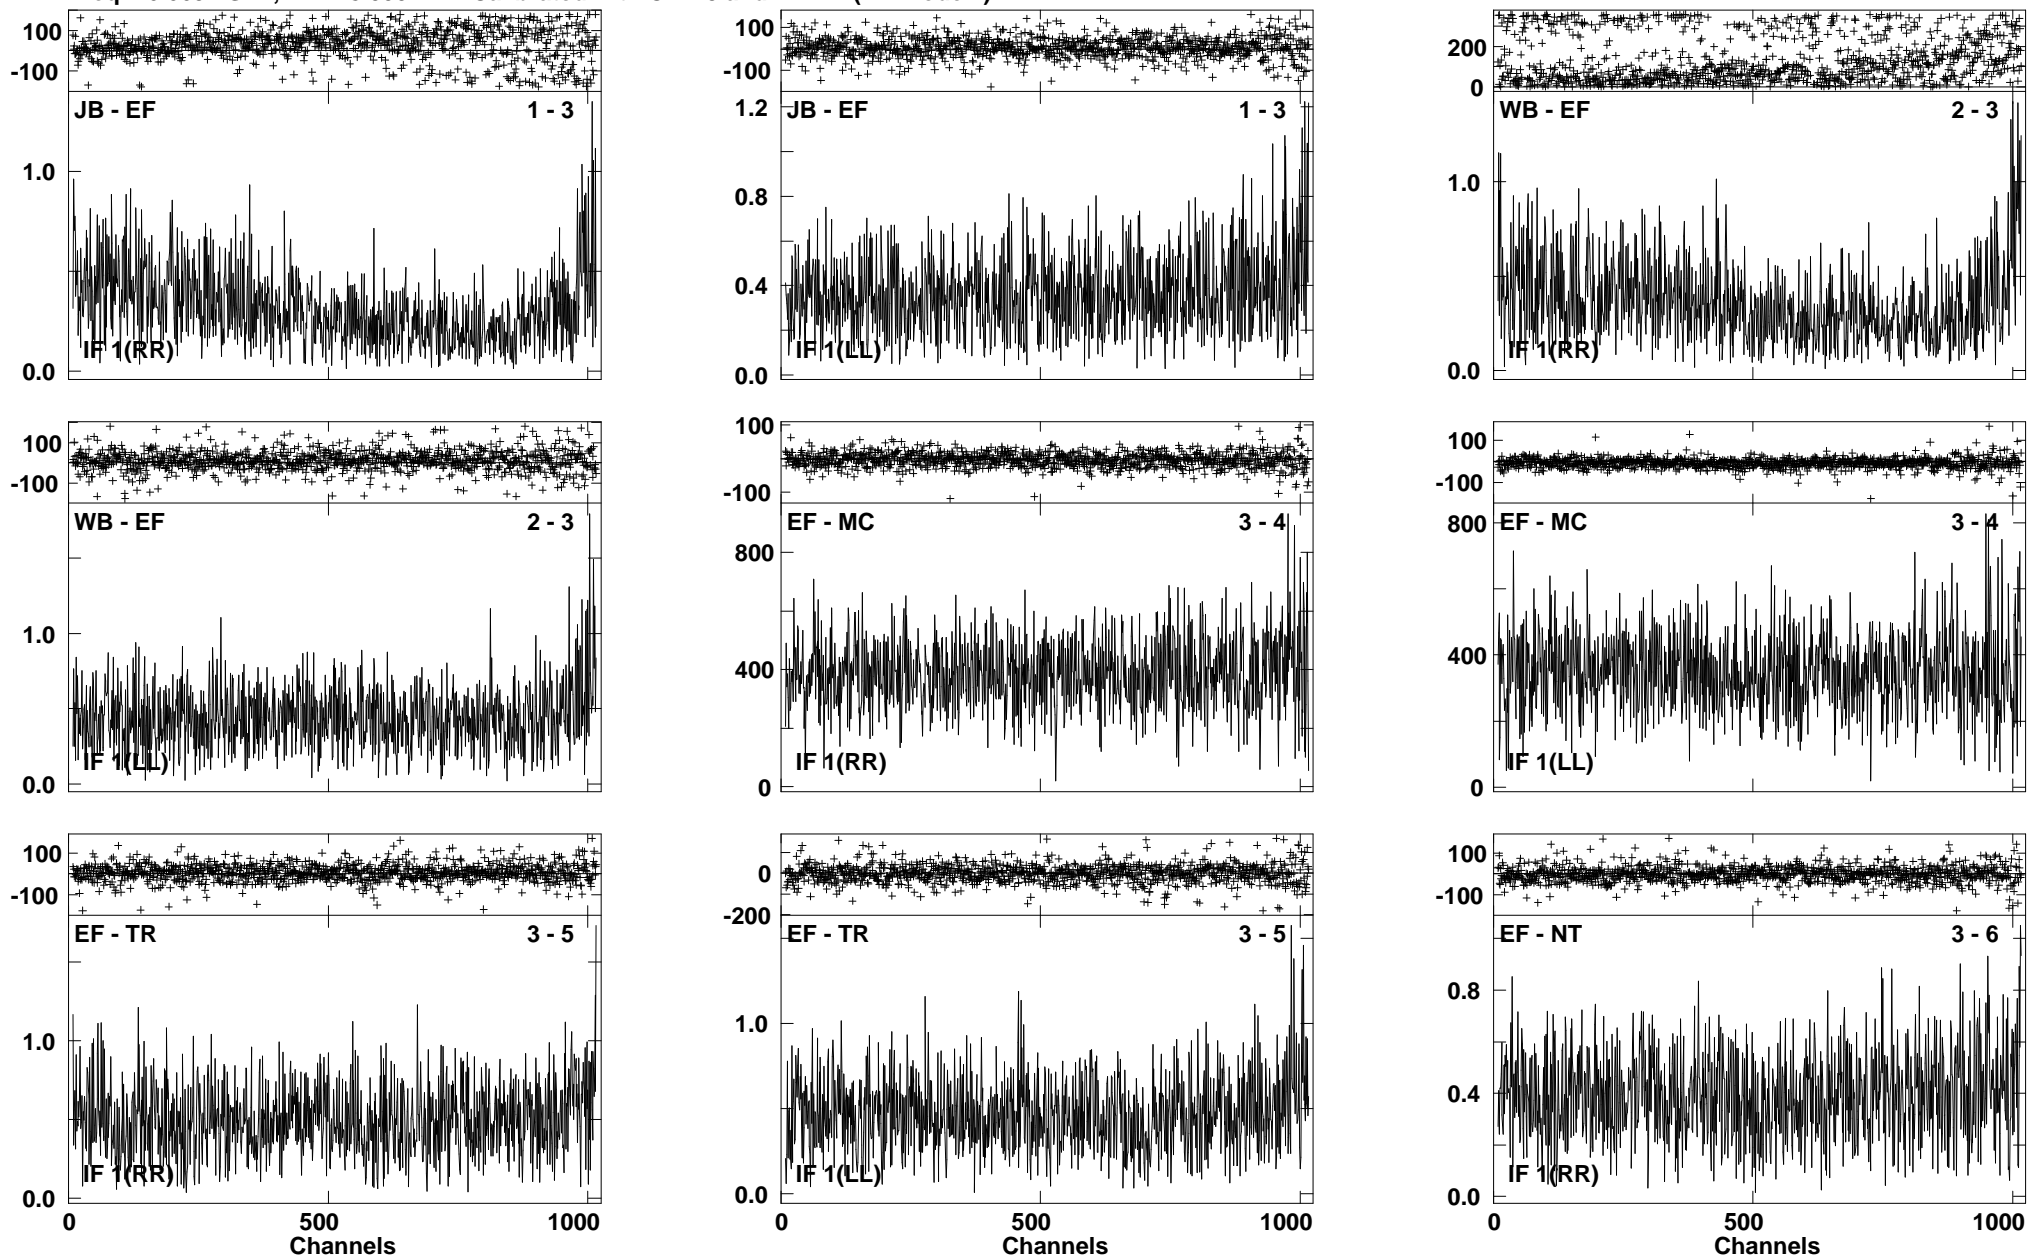 100
-100
JB - EF 1 - 3
1.0
0.0
IF 1(RR)
100
-100
JB - EF 1 - 3
1.2
0.8
0.4
0.0
IF 1(LL)
200
0
WB - EF 2 - 3
1.0
0.0
IF 1(RR)
100
-100
WB - EF 2 - 3
1.0
0.0
IF 1(LL)
100
-100
EF - MC 3 - 4
800
400
0
IF 1(RR)
100
-100
EF - MC 3 - 4
800
400
0
IF 1(LL)
100
-100
EF - TR 3 - 5
1.0
0.0
IF 1(RR)
0 500 1000
Channels
0
-200
EF - TR 3 - 5
1.0
0.0
IF 1(LL)
0 500 1000
Channels
100
-100
EF - NT 3 - 6
0.8
0.4
0.0
IF 1(RR)
0 500 1000
Channels